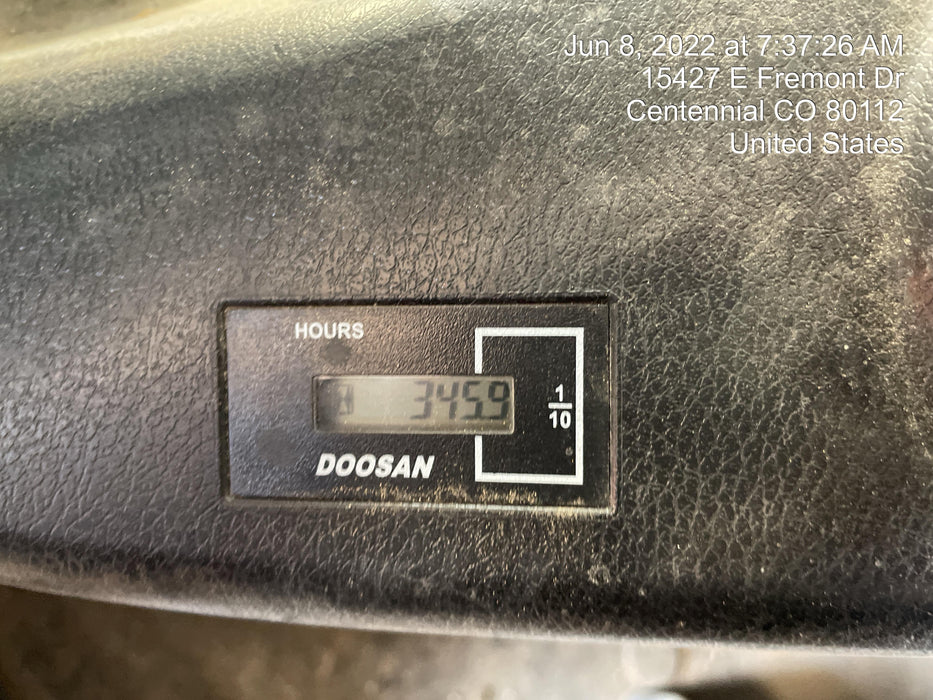 Jun 8, 2022 at 7:37:26 AM
15427 E Fremont Dr
Centennial CO 80112
United States
HOURS
3459
1
10
DOOSAN